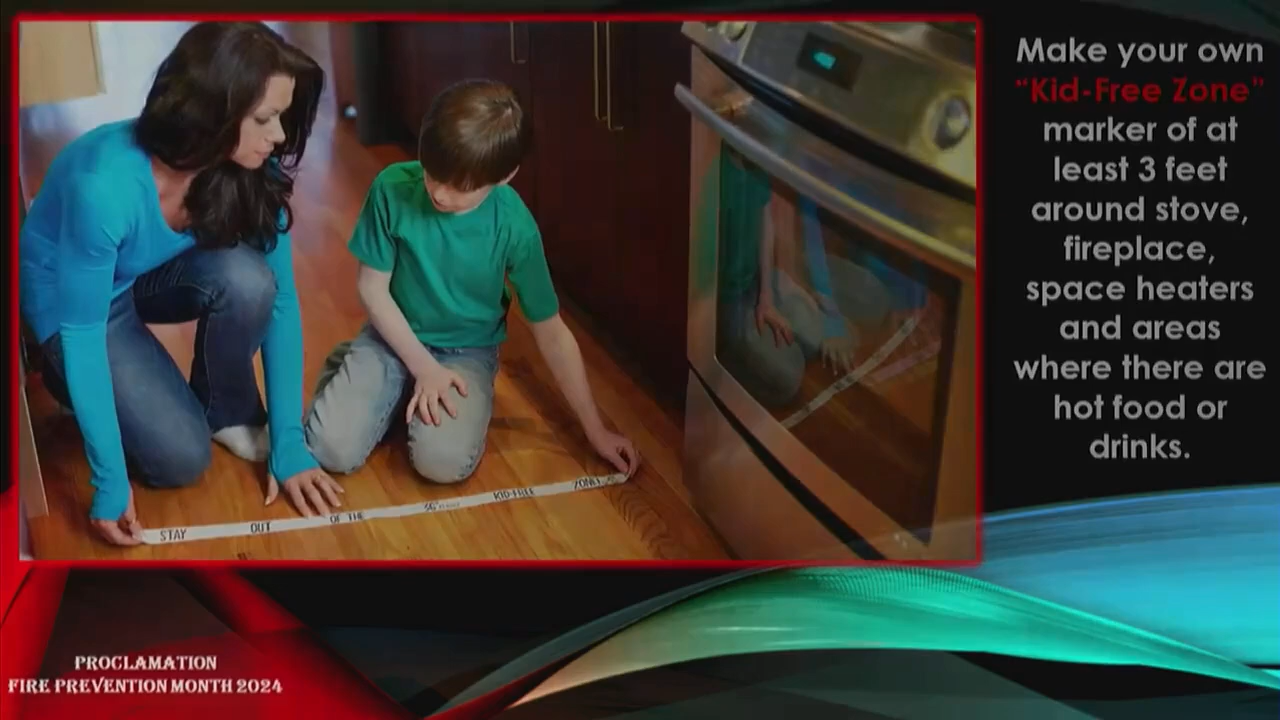 Make your own
“Kid-Free Zone”
marker of at
least 3 feet
around stove,
fireplace,
space heaters
and areas
where there are
hot food or
drinks.
STAY OUT OF THE KID-FREE ZONE
PROCLAMATION
FIRE PREVENTION MONTH 2024